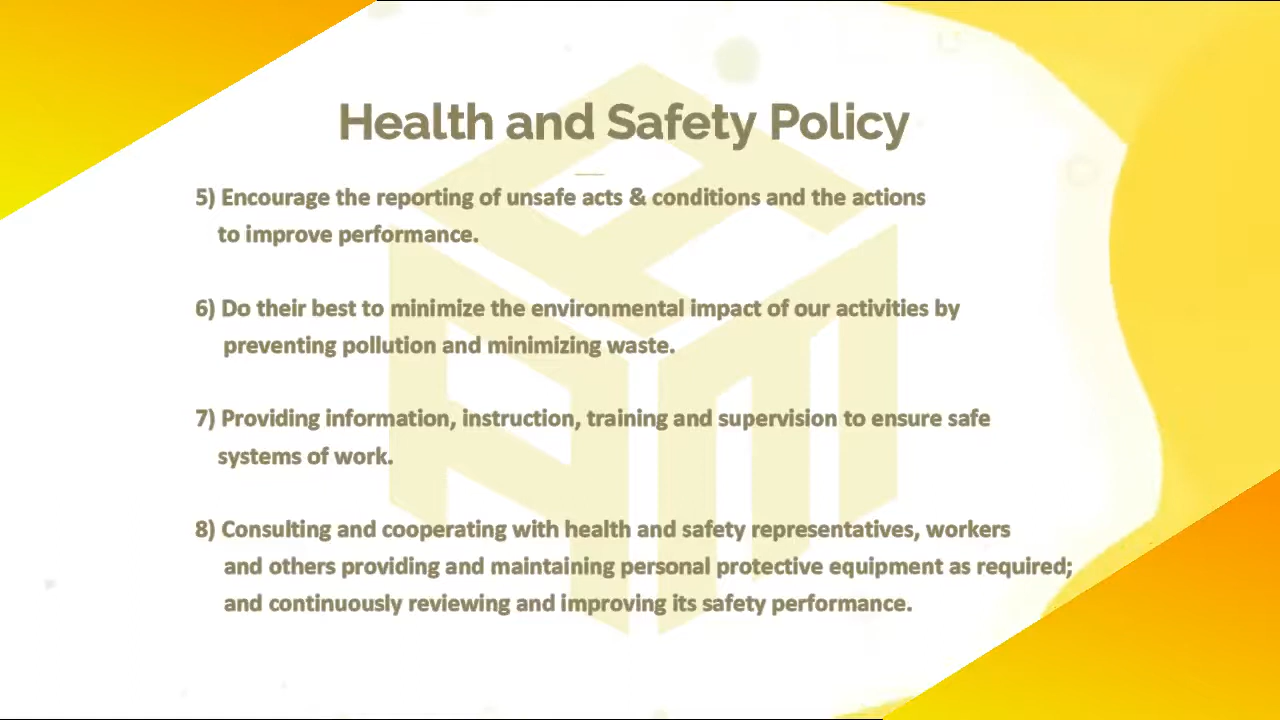 Health and Safety Policy
5) Encourage the reporting of unsafe acts & conditions and the actions
to improve performance.
6) Do their best to minimize the environmental impact of our activities by
preventing pollution and minimizing waste.
7) Providing information, instruction, training and supervision to ensure safe
systems of work.
8) Consulting and cooperating with health and safety representatives, workers
and others providing and maintaining personal protective equipment as required;
and continuously reviewing and improving its safety performance.